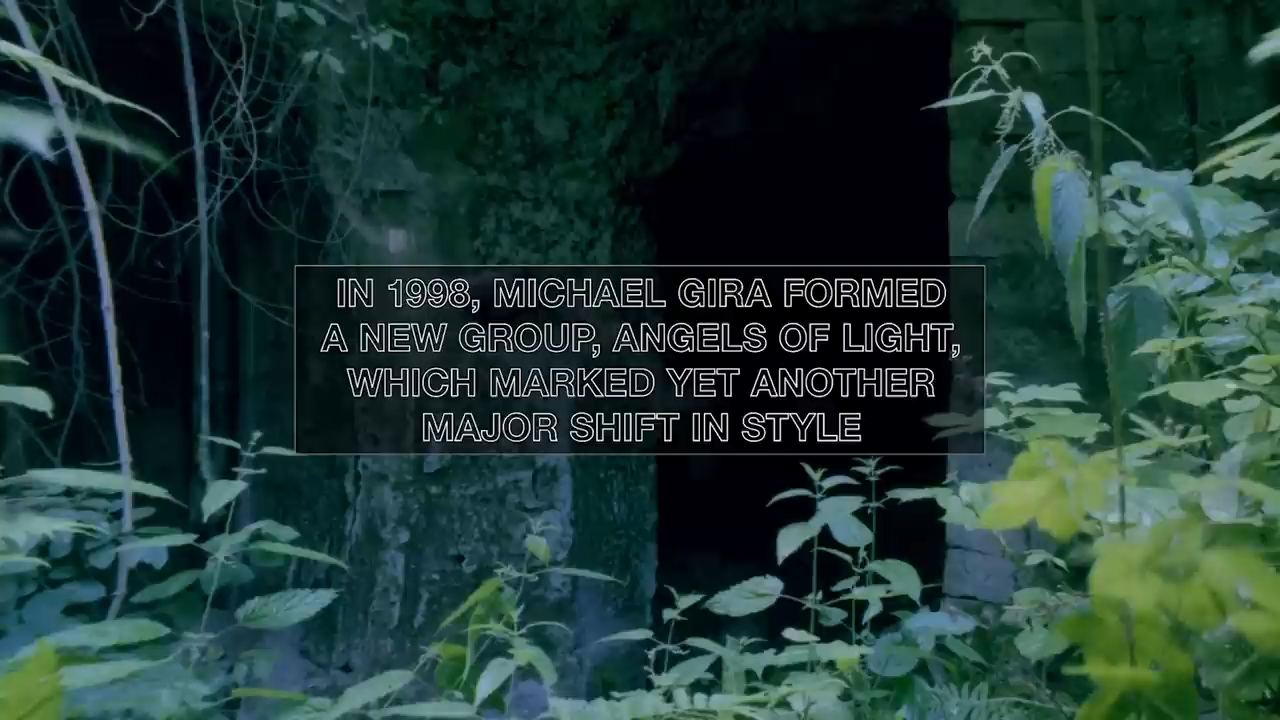 IN 1998, MICHAEL GIRA FORMED
A NEW GROUP, ANGELS OF LIGHT,
WHICH MARKED YET ANOTHER
MAJOR SHIFT IN STYLE